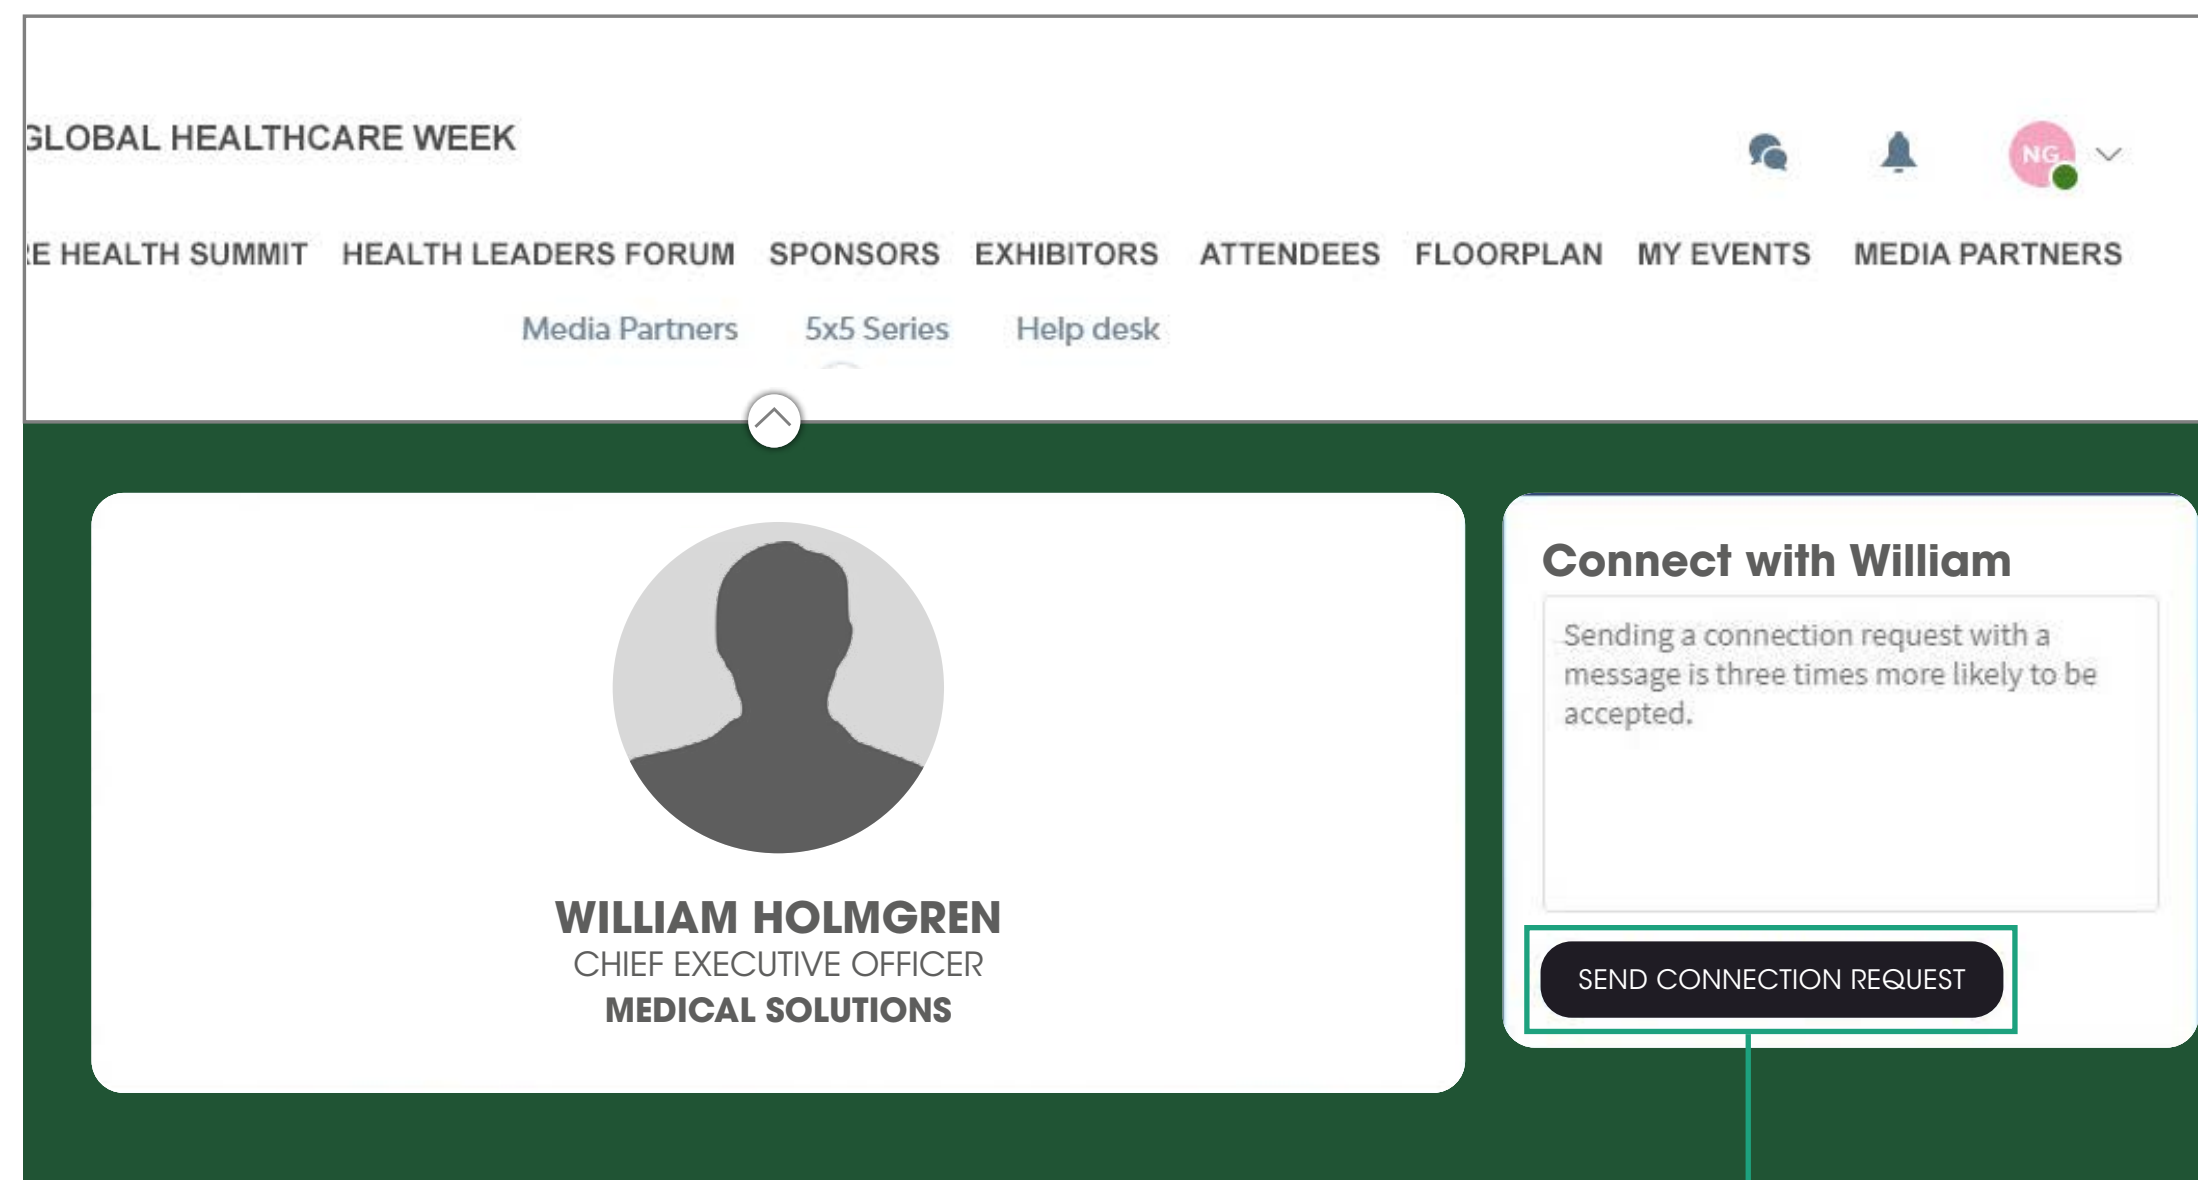 GLOBAL HEALTHCARE WEEK
NG
RE HEALTH SUMMIT HEALTH LEADERS FORUM SPONSORS EXHIBITORS ATTENDEES FLOORPLAN MY EVENTS MEDIA PARTNERS
Media Partners 5x5 Series Help desk
WILLIAM HOLMGREN
CHIEF EXECUTIVE OFFICER
MEDICAL SOLUTIONS
Connect with William
Sending a connection request with a
message is three times more likely to be
accepted.
SEND CONNECTION REQUEST